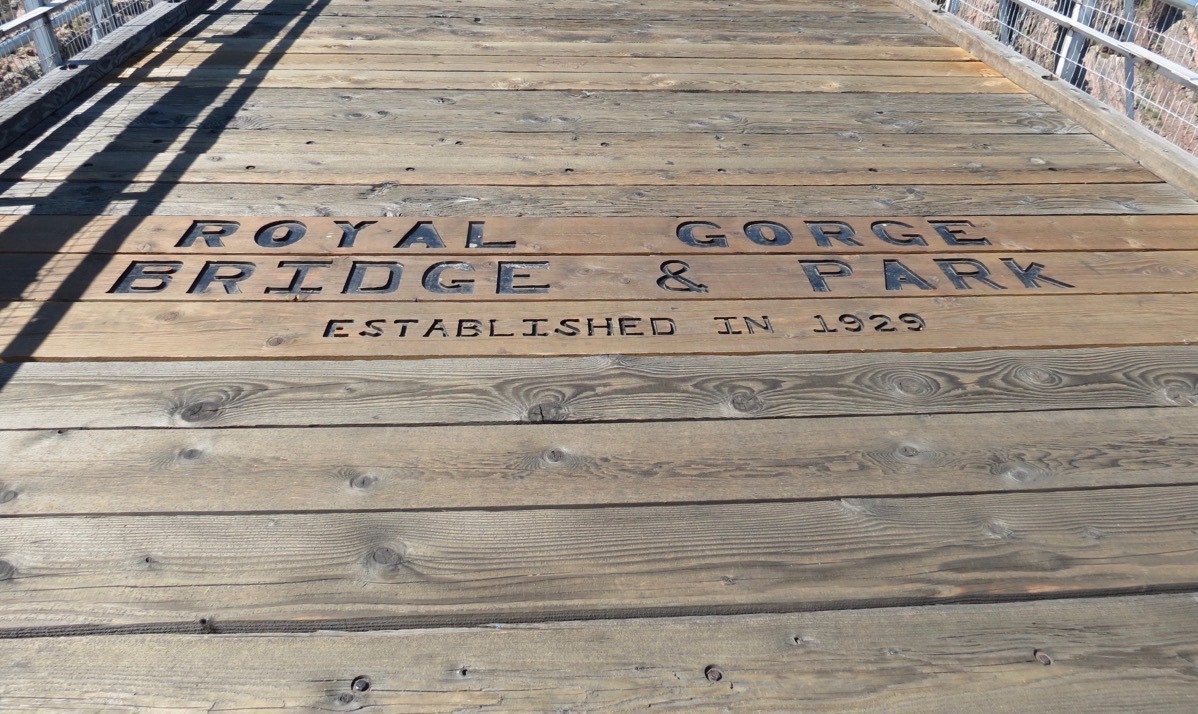 ROYAL GORGE
BRIDGE & PARK
ESTABLISHED IN 1929